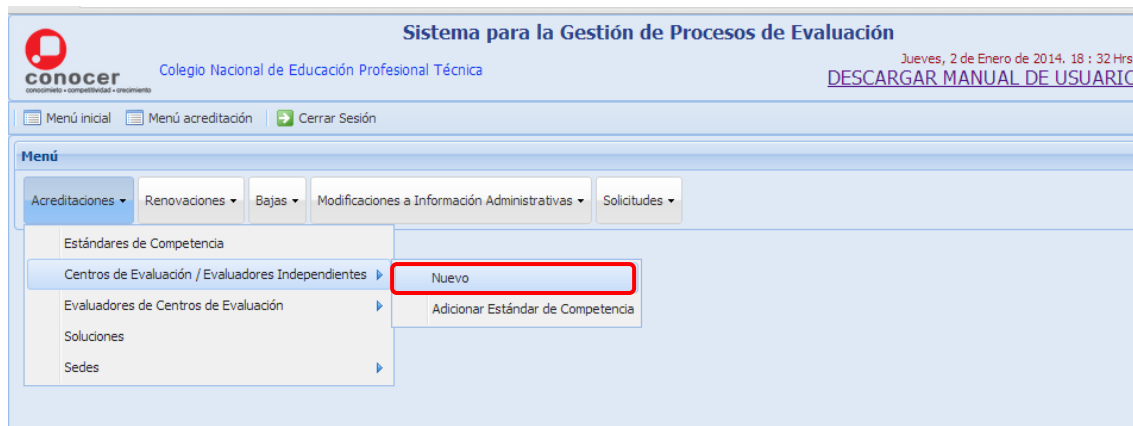 Sistema para la Gestión de Procesos de Evaluación
conocer
conocimiento • competitividad • crecimiento
Colegio Nacional de Educación Profesional Técnica
Jueves, 2 de Enero de 2014. 18 : 32 Hrs
DESCARGAR MANUAL DE USUARIO
Menú inicial Menú acreditación Cerrar Sesión
Menú
Acreditaciones Renovaciones Bajas Modificaciones a Información Administrativas Solicitudes
Estándares de Competencia
Centros de Evaluación / Evaluadores Independientes
Nuevo
Evaluadores de Centros de Evaluación
Adicionar Estándar de Competencia
Soluciones
Sedes